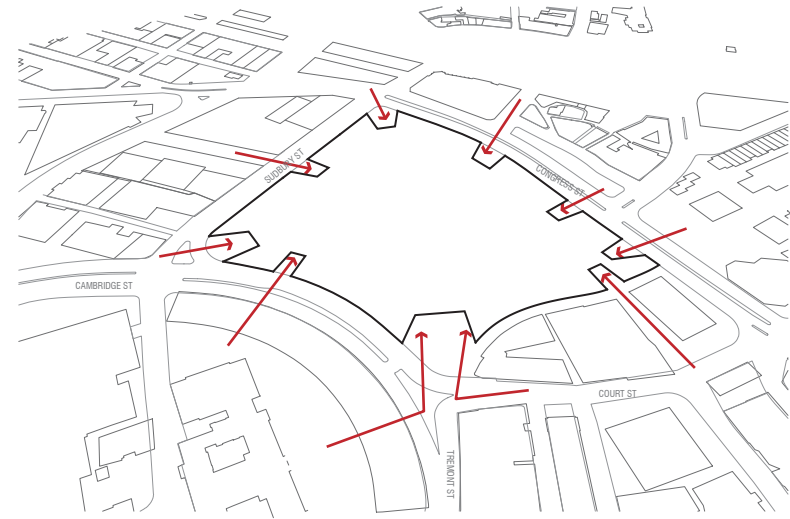 SUDBURY ST
CONGRESS ST
CAMBRIDGE ST
COURT ST
TREMONT ST